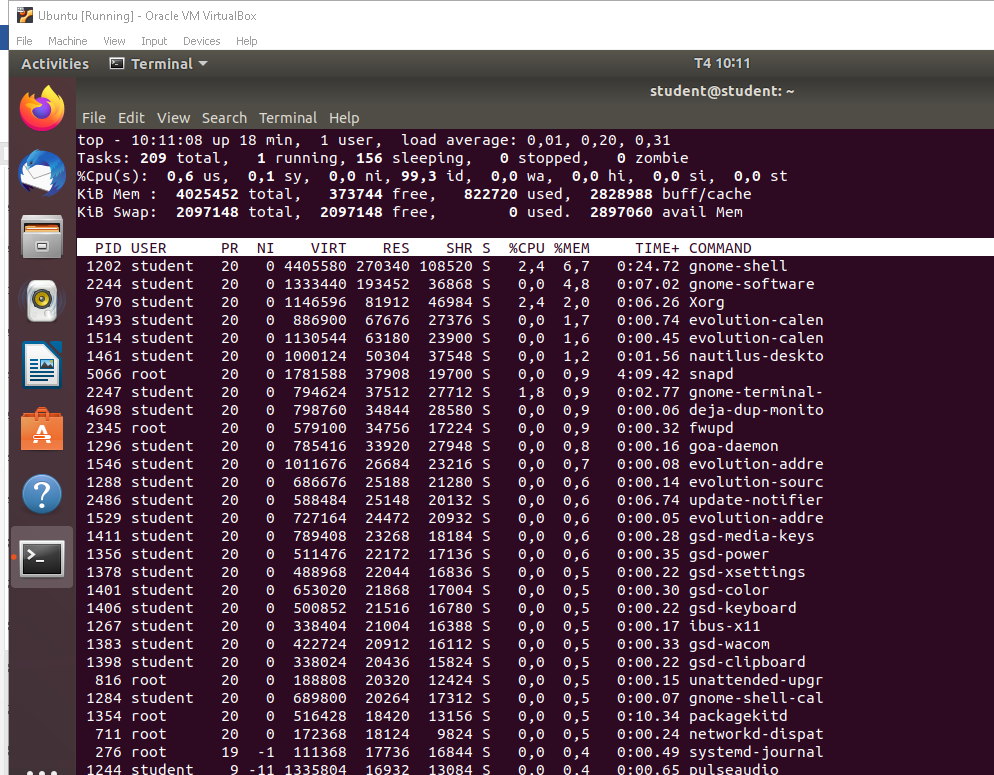 Ubuntu [Running] - Oracle VM VirtualBox
File Machine View Input Devices Help
Activities Terminal T4 10:11
student@student: ~
File Edit View Search Terminal Help
top - 10:11:08 up 18 min, 1 user, load average: 0,01, 0,20, 0,31
Tasks: 209 total, 1 running, 156 sleeping, 0 stopped, 0 zombie
%Cpu(s): 0,6 us, 0,1 sy, 0,0 ni, 99,3 id, 0,0 wa, 0,0 hi, 0,0 si, 0,0 st
KiB Mem : 4025452 total, 373744 free, 822720 used, 2828988 buff/cache
KiB Swap: 2097148 total, 2097148 free, 0 used. 2897060 avail Mem
PID USER PR NI VIRT RES SHR S %CPU %MEM TIME+ COMMAND
1202 student 20 0 4405580 270340 108520 S 2,4 6,7 0:24.72 gnome-shell
2244 student 20 0 1333440 193452 36868 S 0,0 4,8 0:07.02 gnome-software
970 student 20 0 1146596 81912 46984 S 2,4 2,0 0:06.26 Xorg
1493 student 20 0 886900 67676 27376 S 0,0 1,7 0:00.74 evolution-calen
1514 student 20 0 1130544 63180 23900 S 0,0 1,6 0:00.45 evolution-calen
1461 student 20 0 1000124 50304 37548 S 0,0 1,2 0:01.56 nautilus-deskto
5066 root 20 0 1781588 37908 19700 S 0,0 0,9 4:09.42 snapd
2247 student 20 0 794624 37512 27712 S 1,8 0,9 0:02.77 gnome-terminal-
4698 student 20 0 798760 34844 28580 S 0,0 0,9 0:00.06 deja-dup-monito
2345 root 20 0 579100 34756 17224 S 0,0 0,9 0:00.32 fwupd
1296 student 20 0 785416 33920 27948 S 0,0 0,8 0:00.16 goa-daemon
1546 student 20 0 1011676 26684 23216 S 0,0 0,7 0:00.08 evolution-addre
1288 student 20 0 686676 25188 21280 S 0,0 0,6 0:00.14 evolution-sourc
2486 student 20 0 588484 25148 20132 S 0,0 0,6 0:06.74 update-notifier
1529 student 20 0 727164 24472 20932 S 0,0 0,6 0:00.05 evolution-addre
1411 student 20 0 789408 23268 18184 S 0,0 0,6 0:00.28 gsd-media-keys
1356 student 20 0 511476 22172 17136 S 0,0 0,6 0:00.35 gsd-power
1378 student 20 0 488968 22044 16836 S 0,0 0,5 0:00.22 gsd-xsettings
1401 student 20 0 653020 21868 17004 S 0,0 0,5 0:00.30 gsd-color
1406 student 20 0 500852 21516 16780 S 0,0 0,5 0:00.22 gsd-keyboard
1267 student 20 0 338404 21004 16388 S 0,0 0,5 0:00.17 ibus-x11
1383 student 20 0 422724 20912 16112 S 0,0 0,5 0:00.33 gsd-wacom
1398 student 20 0 338024 20436 15824 S 0,0 0,5 0:00.22 gsd-clipboard
816 root 20 0 188808 20320 12424 S 0,0 0,5 0:00.15 unattended-upgr
1284 student 20 0 689800 20264 17312 S 0,0 0,5 0:00.07 gnome-shell-cal
1354 root 20 0 516428 18420 13156 S 0,0 0,5 0:10.34 packagekitd
711 root 20 0 172368 18124 9824 S 0,0 0,5 0:00.24 networkd-dispat
276 root 19 -1 111368 17736 16844 S 0,0 0,4 0:00.49 systemd-journal
1244 student 9 -11 1335804 16932 13084 S 0,0 0,4 0:00.65 pulseaudio